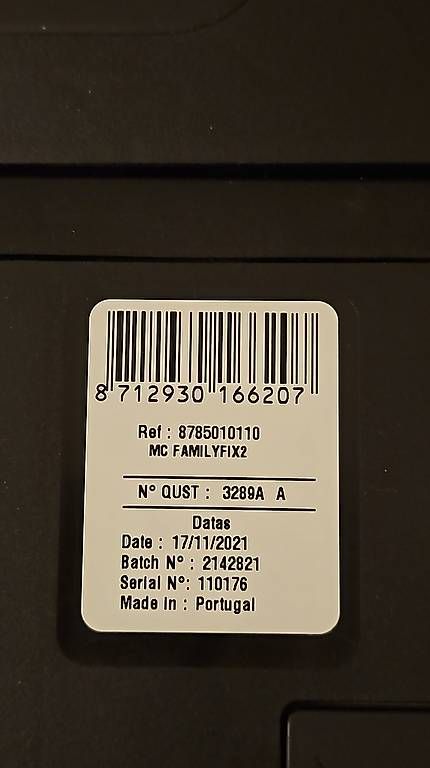 8 712930 166207
Ref : 8785010110
MC FAMILYFIX2
N° QUST : 3289A A
Datas
Date : 17/11/2021
Batch N° : 2142821
Serial N°: 110176
Made In : Portugal